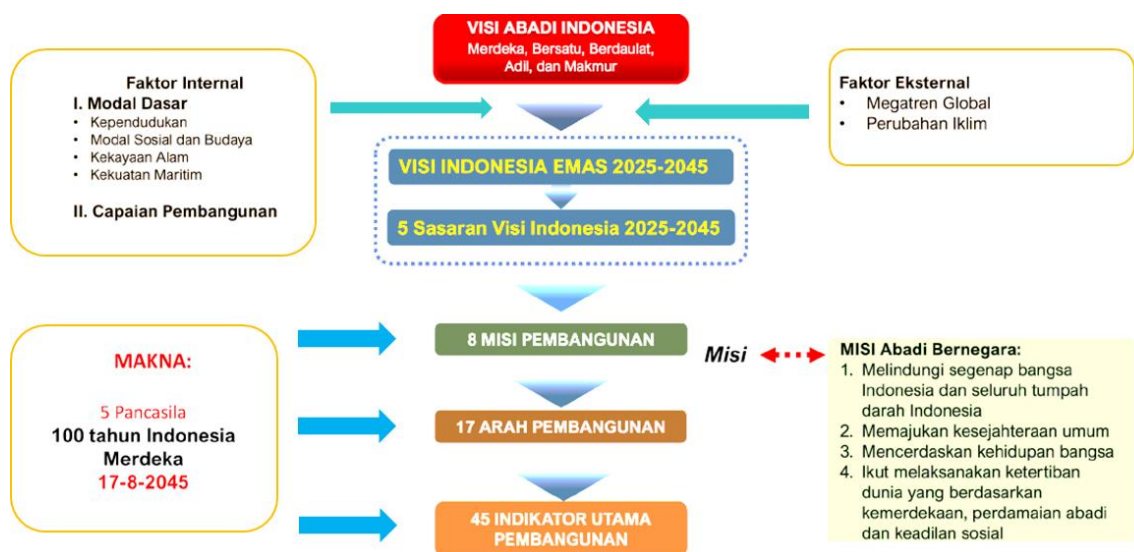 VISI ABADI INDONESIA
Merdeka, Bersatu, Berdaulat,
Adil, dan Makmur
Faktor Internal
I. Modal Dasar
• Kependudukan
• Modal Sosial dan Budaya
• Kekayaan Alam
• Kekuatan Maritim
II. Capaian Pembangunan
Faktor Eksternal
• Megatren Global
• Perubahan Iklim
VISI INDONESIA EMAS 2025-2045
5 Sasaran Visi Indonesia 2025-2045
MAKNA:
5 Pancasila
100 tahun Indonesia
Merdeka
17-8-2045
8 MISI PEMBANGUNAN
17 ARAH PEMBANGUNAN
45 INDIKATOR UTAMA
PEMBANGUNAN
Misi
MISI Abadi Bernegara:
1. Melindungi segenap bangsa
Indonesia dan seluruh tumpah
darah Indonesia
2. Memajukan kesejahteraan umum
3. Mencerdaskan kehidupan bangsa
4. Ikut melaksanakan ketertiban
dunia yang berdasarkan
kemerdekaan, perdamaian abadi
dan keadilan sosial